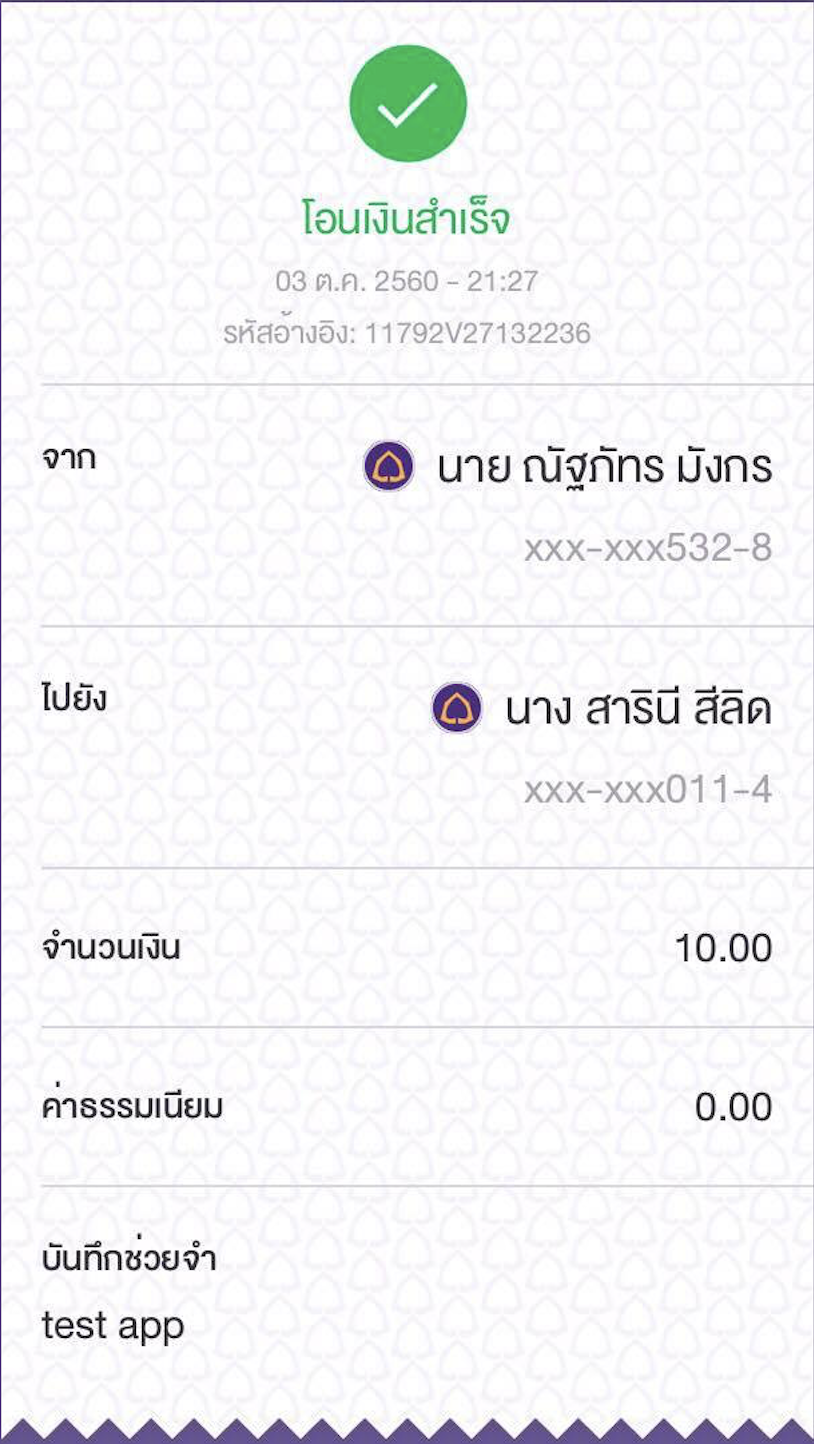 โอนเงินสำเร็จ
03 ต.ค. 2560 - 21:27
รหัสอ้างอิง: 11792V27132236
จาก
นาย ณัฐภัทร มังกร
xxx-xxx532-8
ไปยัง
นาง สารินี สีลิด
xxx-xxx011-4
จำนวนเงิน 10.00
ค่าธรรมเนียม 0.00
บันทึกช่วยจำ
test app